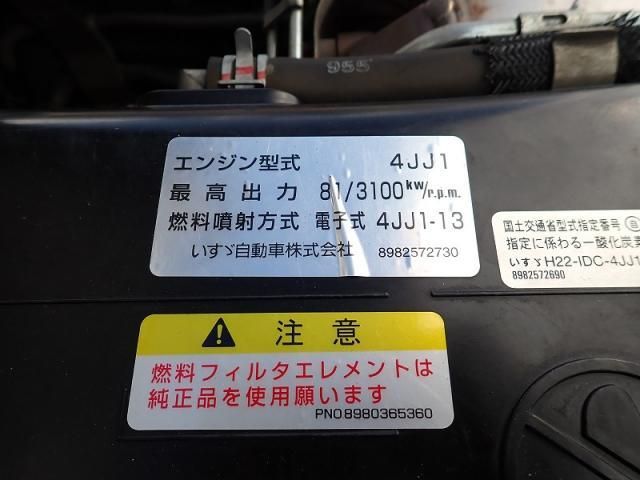 955
エンジン型式 4JJ1
最高出力 81/3100kW/r.p.m.
燃料噴射方式 電子式 4JJ1-13
いすゞ自動車株式会社 8982572730
国土交通省型式指定番号
指定に係わる一酸化炭素
いすゞH22-IDC-4JJ1
8982572690
注意
燃料フィルタエレメントは
純正品を使用願います
PNO8980365360